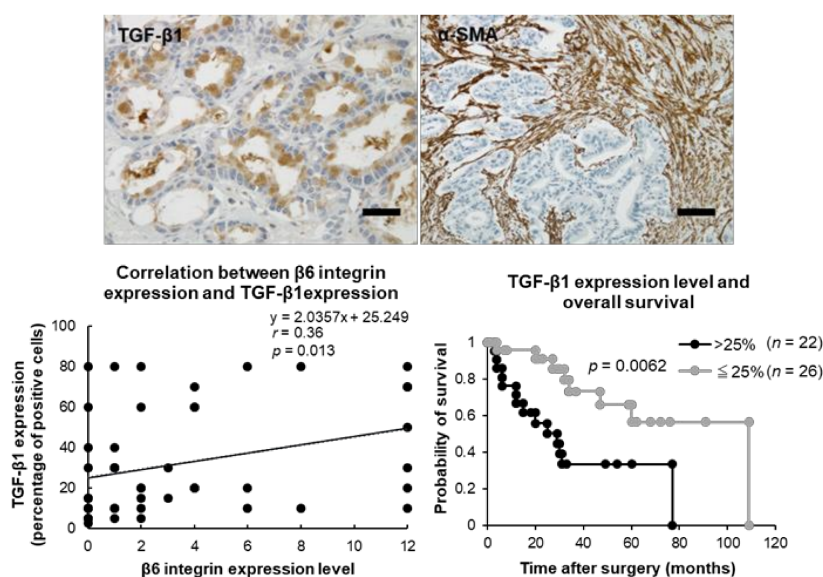 TGF-β1
α-SMA
Correlation between β6 integrin
expression and TGF-β1expression
y = 2.0357x + 25.249
r = 0.36
p = 0.013
TGF-β1 expression
(percentage of positive cells)
100
80
60
40
20
0
0 2 4 6 8 10 12
β6 integrin expression level
TGF-β1 expression level and
overall survival
>25% (n = 22)
≦25% (n = 26)
p = 0.0062
Probability of survival
1
0.8
0.6
0.4
0.2
0
0 20 40 60 80 100 120
Time after surgery (months)